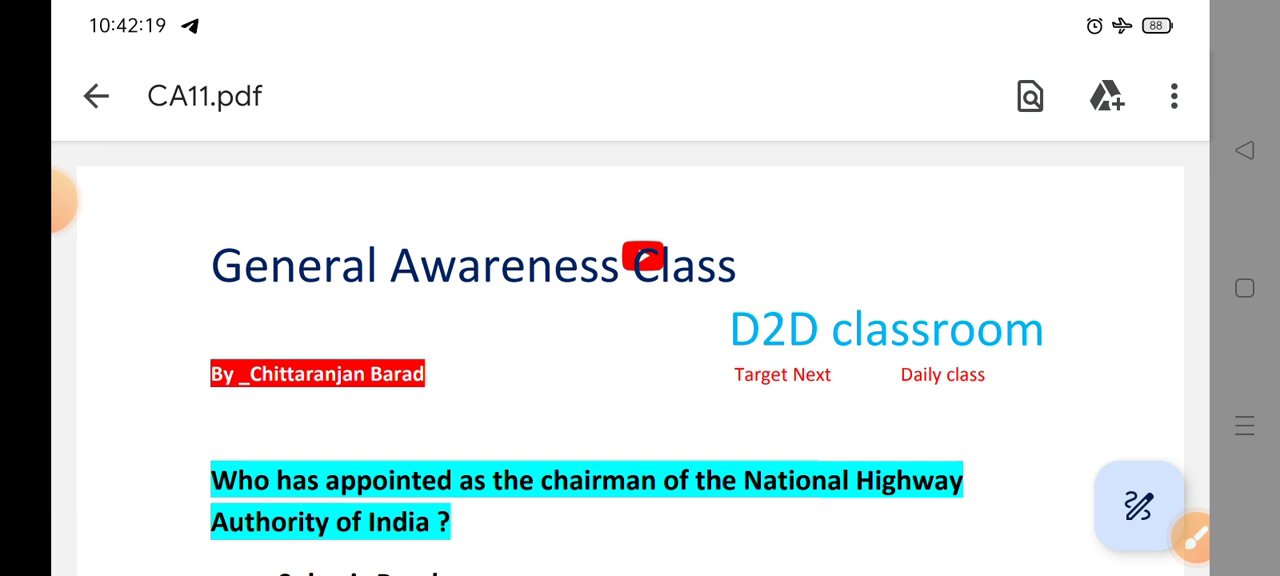 10:42:19
88
CA11.pdf
General Awareness Class
D2D classroom
By _Chittaranjan Barad
Target Next Daily class
Who has appointed as the chairman of the National Highway
Authority of India ?